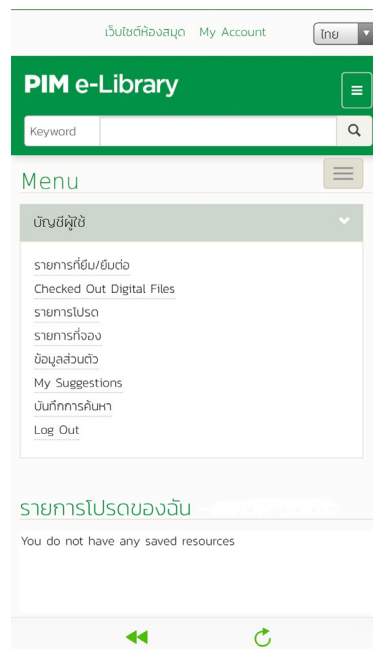 เว็บไซต์ห้องสมุด My Account ไทย
PIM e-Library
Keyword
Menu
บัญชีผู้ใช้
รายการที่ยืม/ยืมต่อ
Checked Out Digital Files
รายการโปรด
รายการที่จอง
ข้อมูลส่วนตัว
My Suggestions
บันทึกการค้นหา
Log Out
รายการโปรดของฉัน
You do not have any saved resources